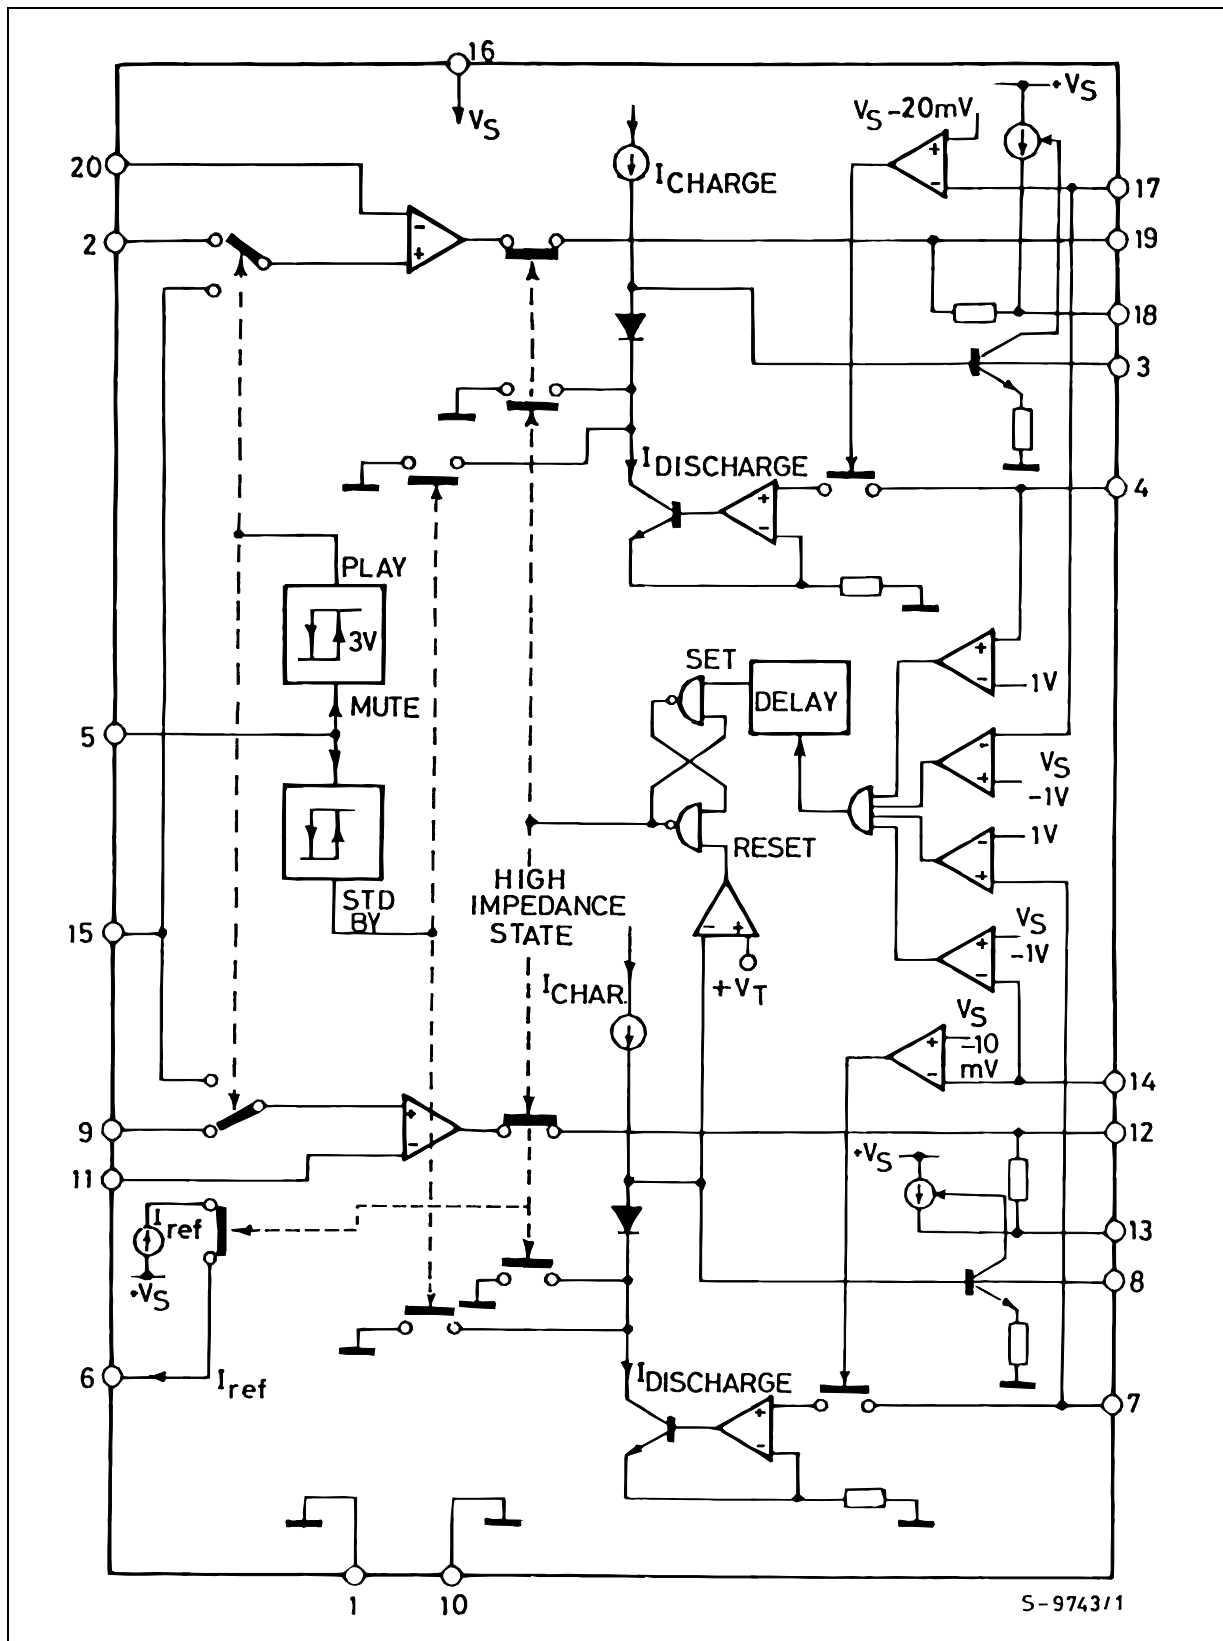 16
VS
+VS
VS -20mV
20
ICHARGE
17
2
-
+
+
-
19
18
3
IDISCHARGE
4
+
-
PLAY
3V
MUTE
5
STD
BY
15
SET
DELAY
RESET
+
-
1V
-
+
VS
-1V
-
+
1V
+
-
VS
-1V
HIGH
IMPEDANCE
STATE
- +
+VT
ICHAR.
VS
-10
mV
+
-
14
9
+
-
12
11
+VS
Iref
+VS
13
8
6
Iref
IDISCHARGE
+
-
7
1
10
S-9743/1